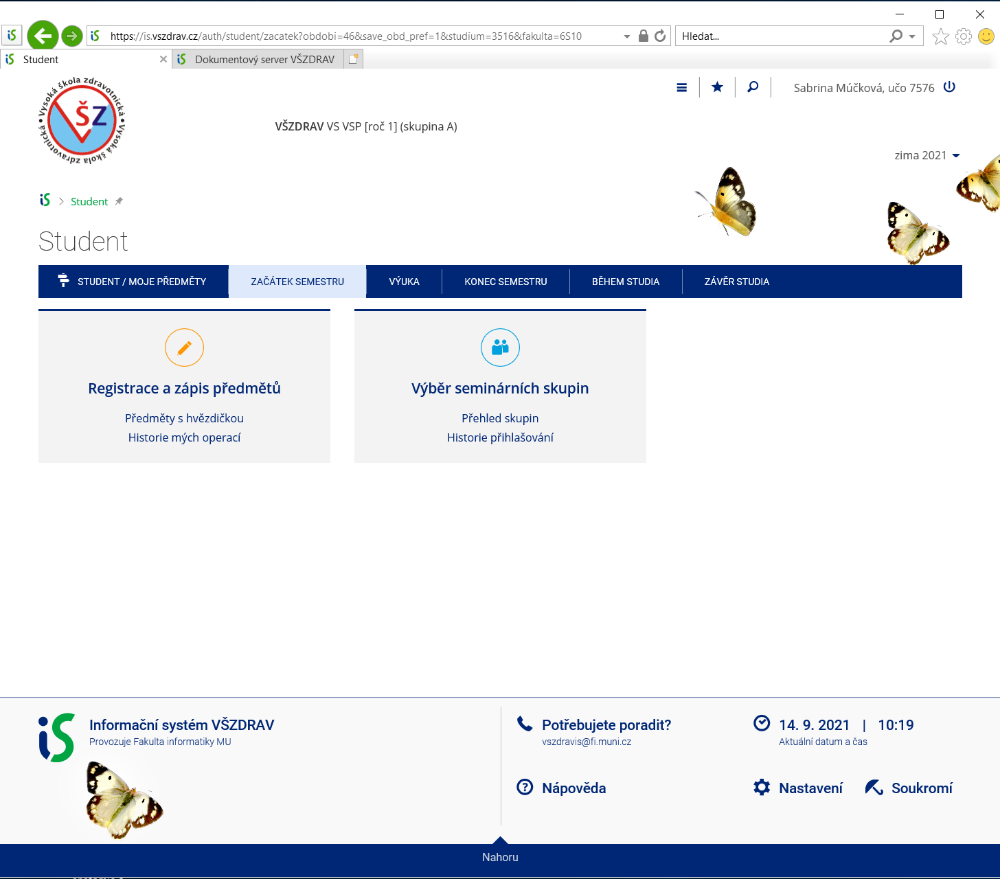 https://is.vszdrav.cz/auth/student/zacatek?obdobi=46&save_obd_pref=1&studium=3516&fakulta=6S10
Hledat...
Student
Dokumentový server VŠZDRAV
Vysoká škola zdravotnická
Vysoká škola zdravotnická
VŠZ
Sabrina Múčková, učo 7576
VŠZDRAV VS VSP [roč 1] (skupina A)
zima 2021
Student
Student
STUDENT / MOJE PŘEDMĚTY
ZAČÁTEK SEMESTRU
VÝUKA
KONEC SEMESTRU
BĚHEM STUDIA
ZÁVĚR STUDIA
Registrace a zápis předmětů
Předměty s hvězdičkou
Historie mých operací
Výběr seminárních skupin
Přehled skupin
Historie přihlašování
Informační systém VŠZDRAV
Provozuje Fakulta informatiky MU
Potřebujete poradit?
vszdravis@fi.muni.cz
14. 9. 2021 | 10:19
Aktuální datum a čas
Nápověda
Nastavení
Soukromí
Nahoru